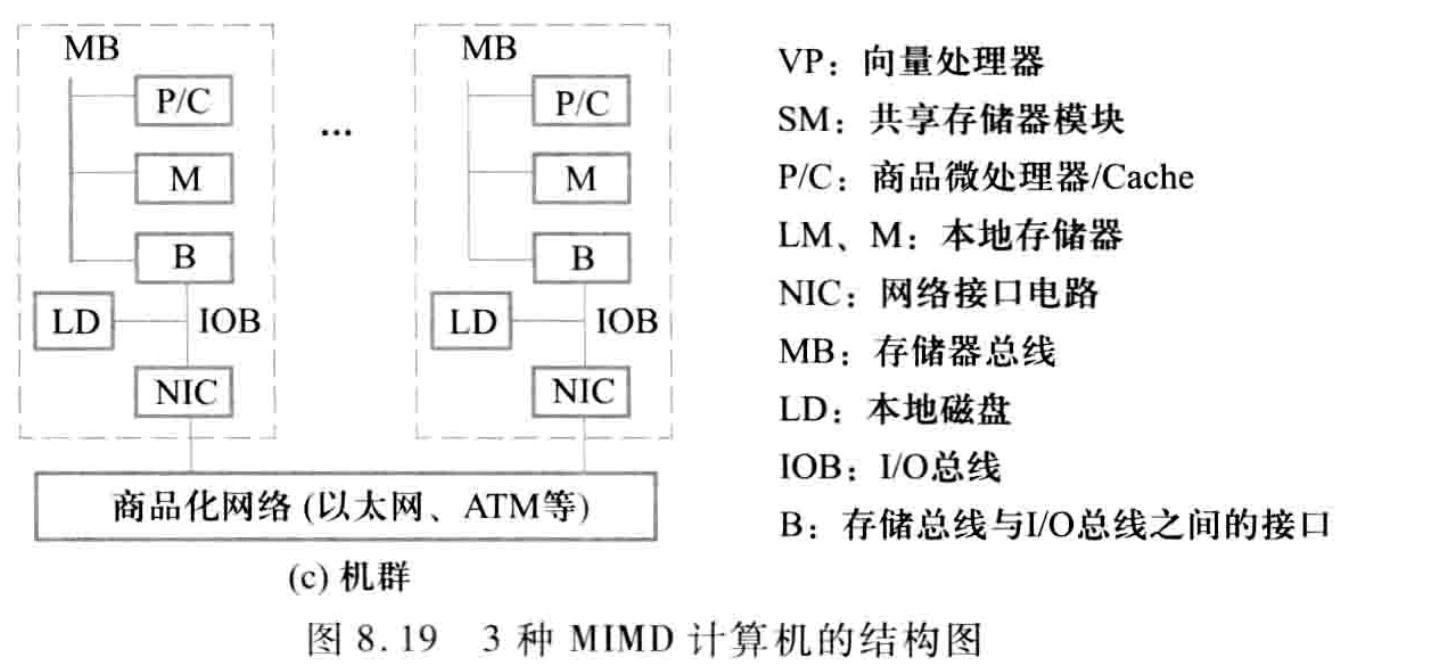 MB
P/C
M
B
LD
IOB
NIC
...
MB
P/C
M
B
LD
IOB
NIC
商品化网络 (以太网、ATM等)
(c) 机群
VP：向量处理器
SM：共享存储器模块
P/C：商品微处理器/Cache
LM、M：本地存储器
NIC：网络接口电路
MB：存储器总线
LD：本地磁盘
IOB：I/O总线
B：存储总线与I/O总线之间的接口
图 8.19 3 种 MIMD 计算机的结构图